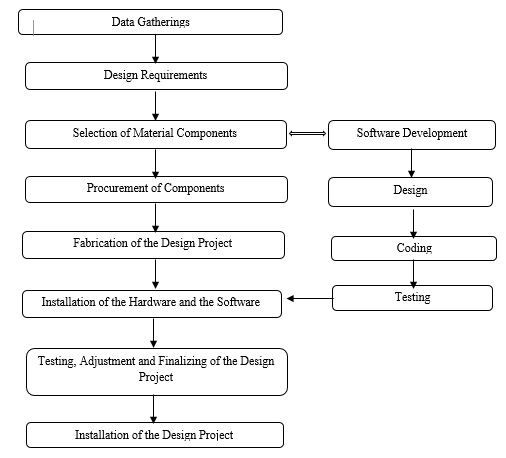 Data Gatherings
Design Requirements
Selection of Material Components
Software Development
Procurement of Components
Design
Fabrication of the Design Project
Coding
Installation of the Hardware and the Software
Testing
Testing, Adjustment and Finalizing of the Design
Project
Installation of the Design Project